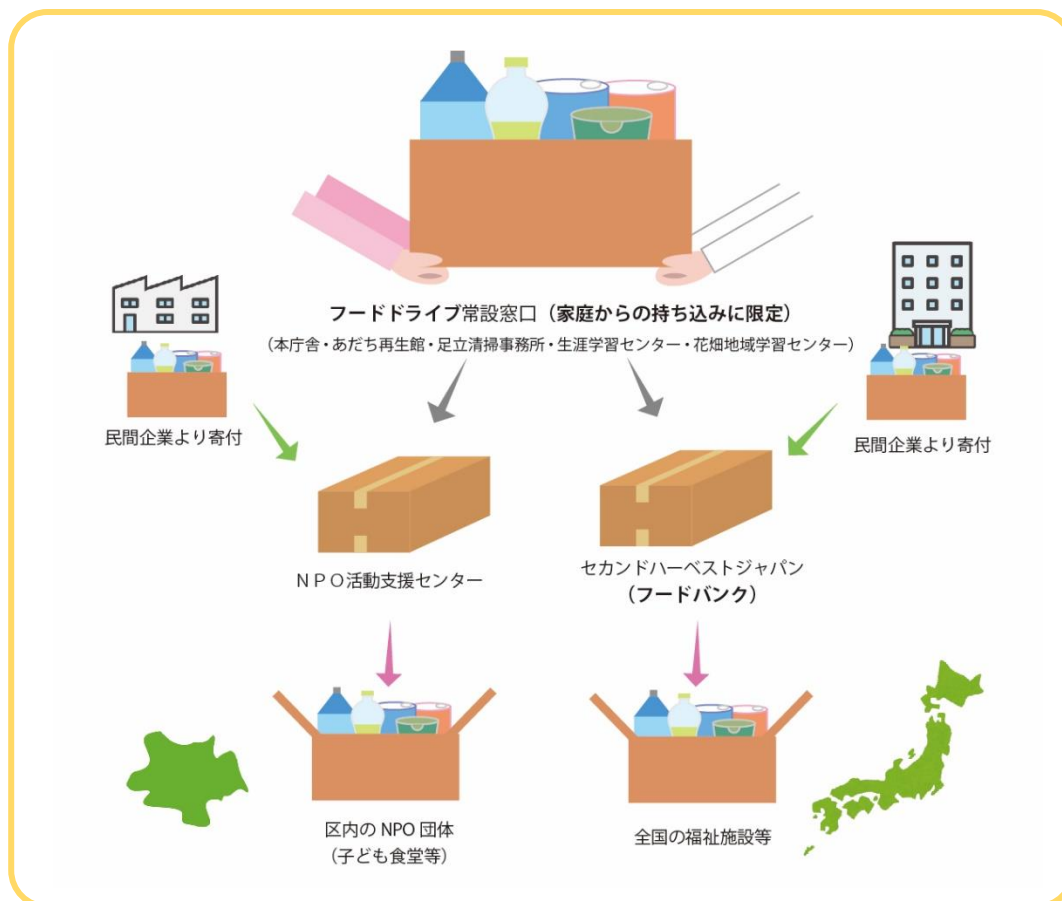 フードドライブ常設窓口（家庭からの持ち込みに限定）
（本庁舎・あだち再生館・足立清掃事務所・生涯学習センター・花畑地域学習センター）
民間企業より寄付
民間企業より寄付
ＮＰＯ活動支援センター
セカンドハーベストジャパン
（フードバンク）
区内の NPO 団体
（子ども食堂等）
全国の福祉施設等